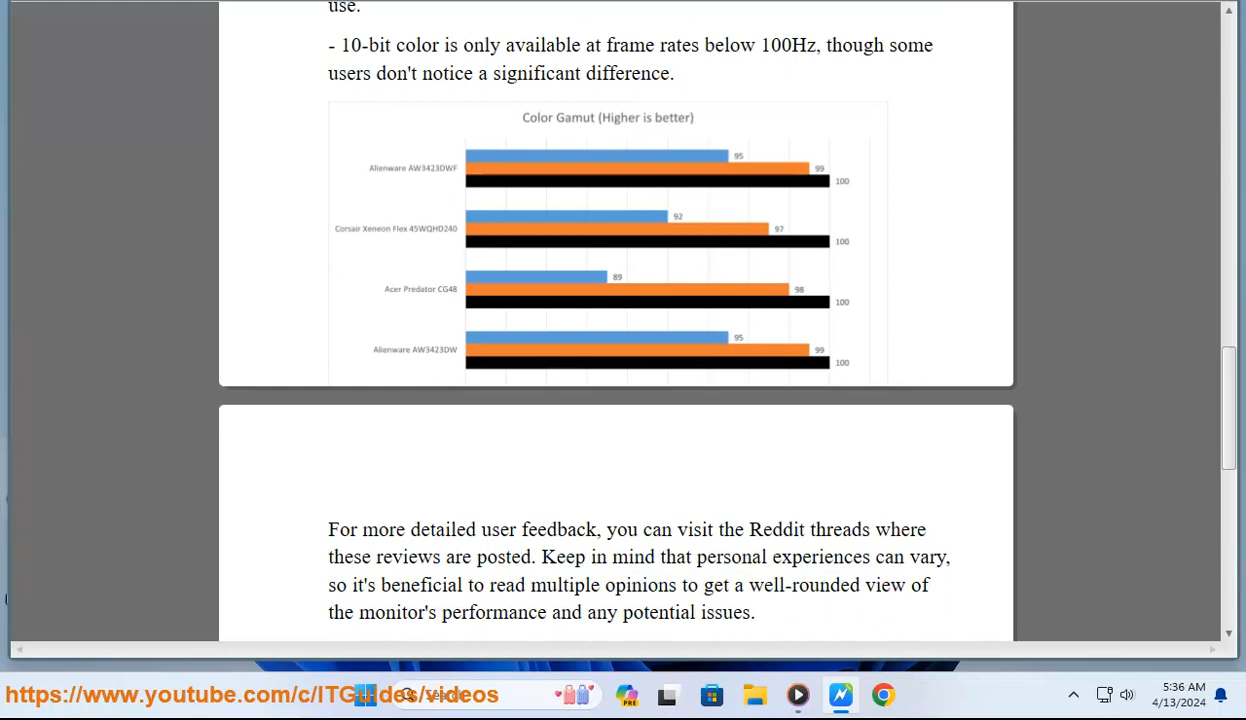 use.
- 10-bit color is only available at frame rates below 100Hz, though some
users don't notice a significant difference.
Color Gamut (Higher is better)
Alienware AW3423DWF
95
99
100
Corsair Xeneon Flex 45WQHD240
92
97
100
Acer Predator CG48
89
98
100
Alienware AW3423DW
95
99
100
For more detailed user feedback, you can visit the Reddit threads where
these reviews are posted. Keep in mind that personal experiences can vary,
so it's beneficial to read multiple opinions to get a well-rounded view of
the monitor's performance and any potential issues.
https://www.youtube.com/c/ITGuides/videos
Search
PRE
5:36 AM
4/13/2024